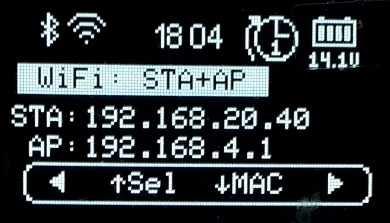 18 04
14.1V
WiFi: STA+AP
STA:192.168.20.40
AP:192.168.4.1
◄ ↑Sel ↓MAC ►